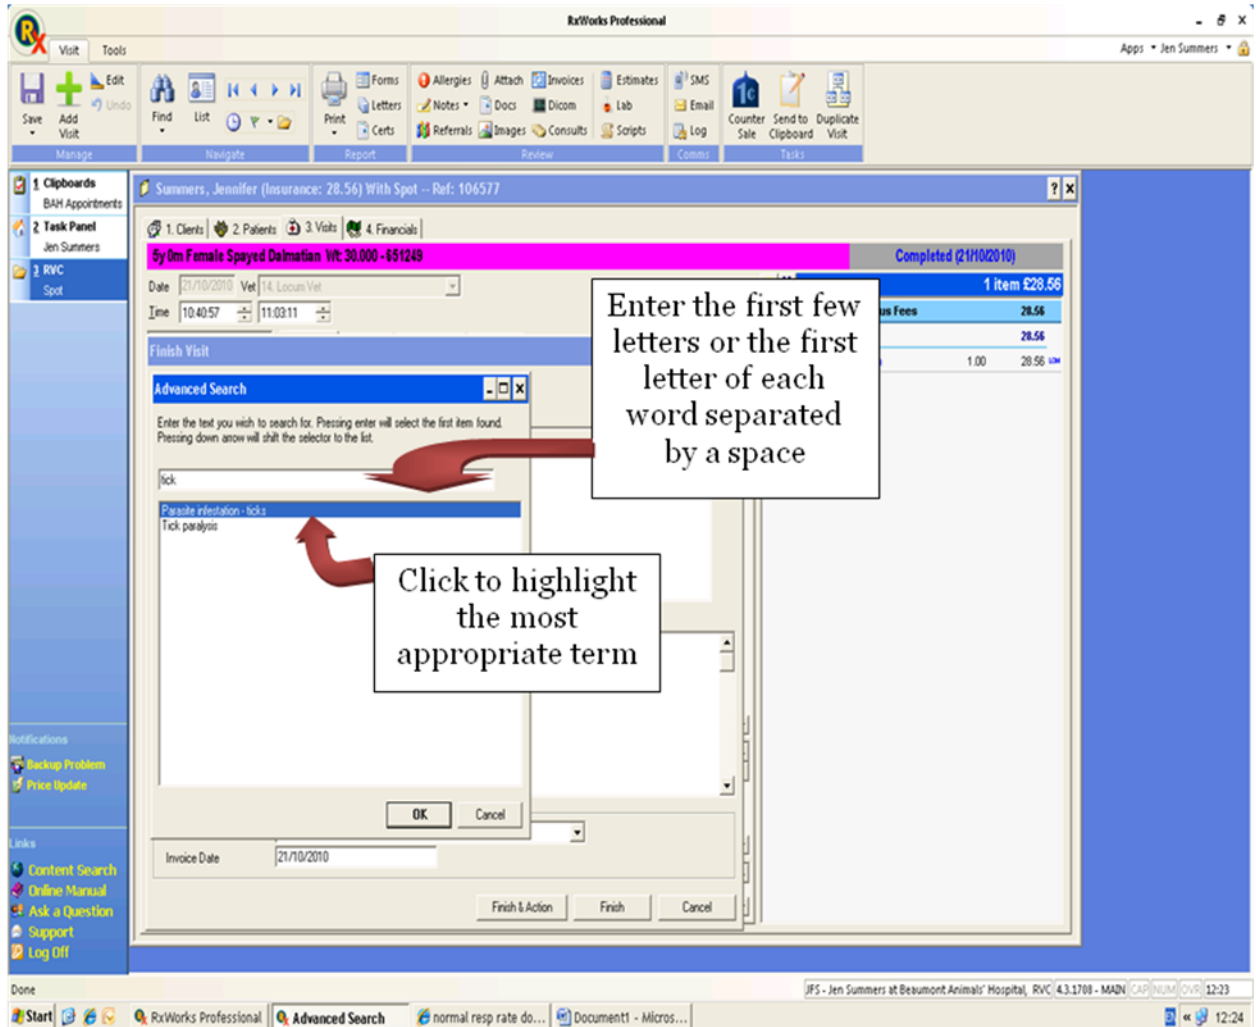 RxWorks Professional
Visit Tools
Apps Jen Summers
Save
Add Visit
Edit
Undo
Find
List
Print
Forms
Letters
Certs
Allergies Attach Invoices Estimates
Notes Docs Dicom Lab
Referrals Images Consults Scripts
SMS
Email
Log
Counter Sale
Send to Clipboard
Duplicate Visit
Manage Navigate Report Review Comms Tasks
1 Clipboards
BAH Appointments
2 Task Panel
Jen Summers
3 RVC
Spot
Summers, Jennifer (Insurance: 28.56) With Spot -- Ref: 106577
1. Clients 2. Patients 3. Visits 4. Financials
5y 0m Female Spayed Dalmatian Wt: 30.000 - 651249
Completed (21/10/2010)
Date 21/10/2010 Vet 14. Locum Vet
Time 10:40:57 11:03:11
1 item £28.56
us Fees 28.56
28.56
1.00 28.56
Finish Visit
Advanced Search
Enter the text you wish to search for. Pressing enter will select the first item found.
Pressing down arrow will shift the selector to the list.
tick
Parasite infestation - ticks
Tick paralysis
Enter the first few
letters or the first
letter of each
word separated
by a space
Click to highlight
the most
appropriate term
OK Cancel
Invoice Date 21/10/2010
Finish & Action Finish Cancel
Notifications
Backup Problem
Price Update
Links
Content Search
Online Manual
Ask a Question
Support
Log Off
Done
JFS - Jen Summers at Beaumont Animals' Hospital, RVC 4.3.1708 - MAIN CAP NUM OVR 12:23
Start RxWorks Professional Advanced Search normal resp rate do... Document1 - Micros... 12:24